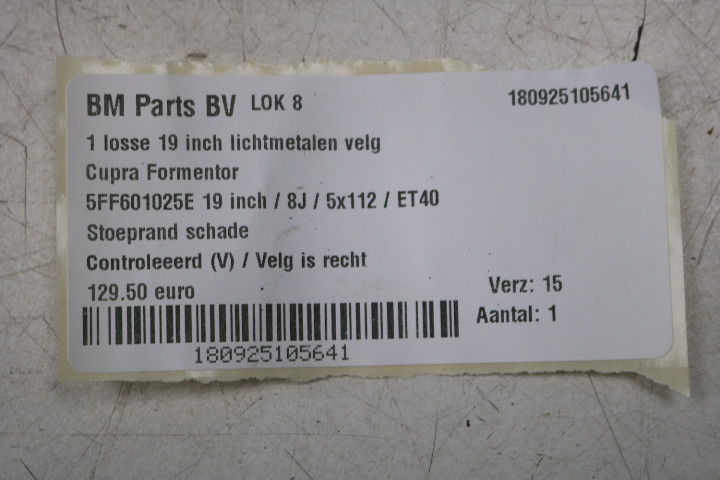 BM Parts BV LOK 8 180925105641
1 losse 19 inch lichtmetalen velg
Cupra Formentor
5FF601025E 19 inch / 8J / 5x112 / ET40
Stoeprand schade
Controleeerd (V) / Velg is recht
129.50 euro Verz: 15
Aantal: 1
180925105641